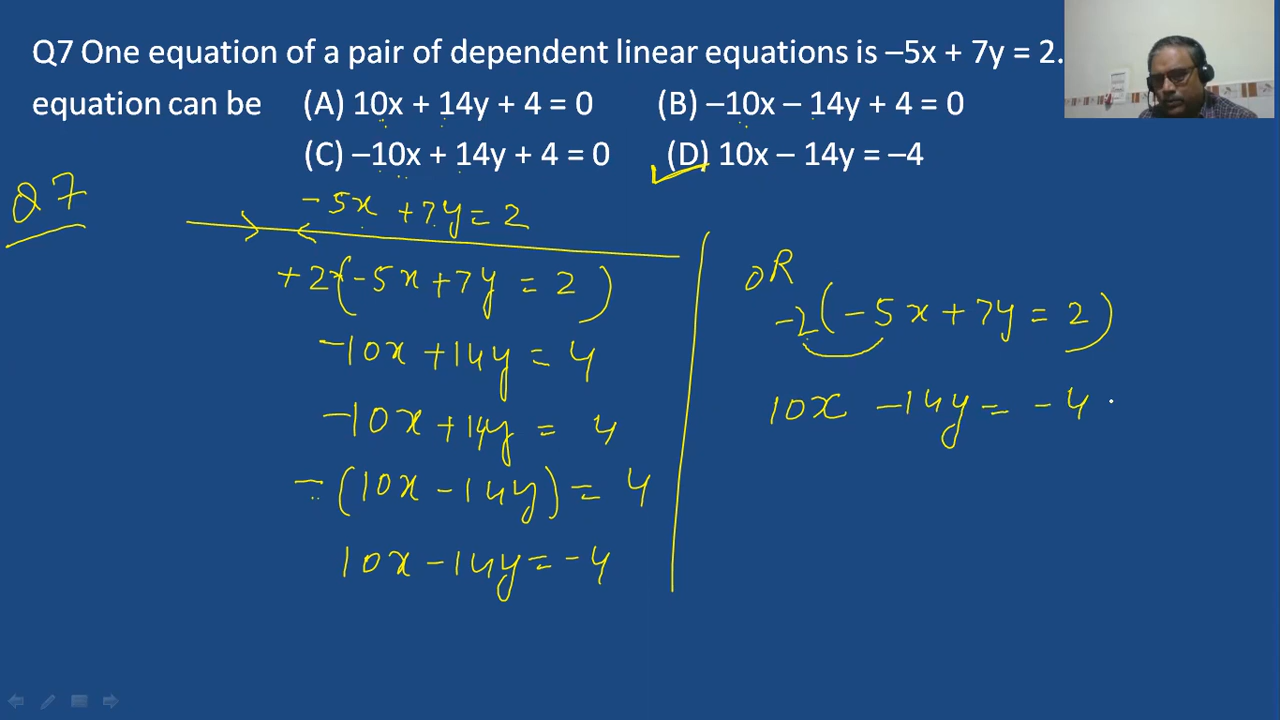 Q7 One equation of a pair of dependent linear equations is –5x + 7y = 2.
equation can be (A) 10x + 14y + 4 = 0 (B) –10x – 14y + 4 = 0
(C) –10x + 14y + 4 = 0 (D) 10x – 14y = –4
Q 7
-5x +7y = 2
+2x(-5x+7y = 2)
-10x +14y = 4
-10x+14y = 4
-(10x - 14y) = 4
10x -14y = -4
OR
-2(-5x+7y = 2)
10x -14y = -4